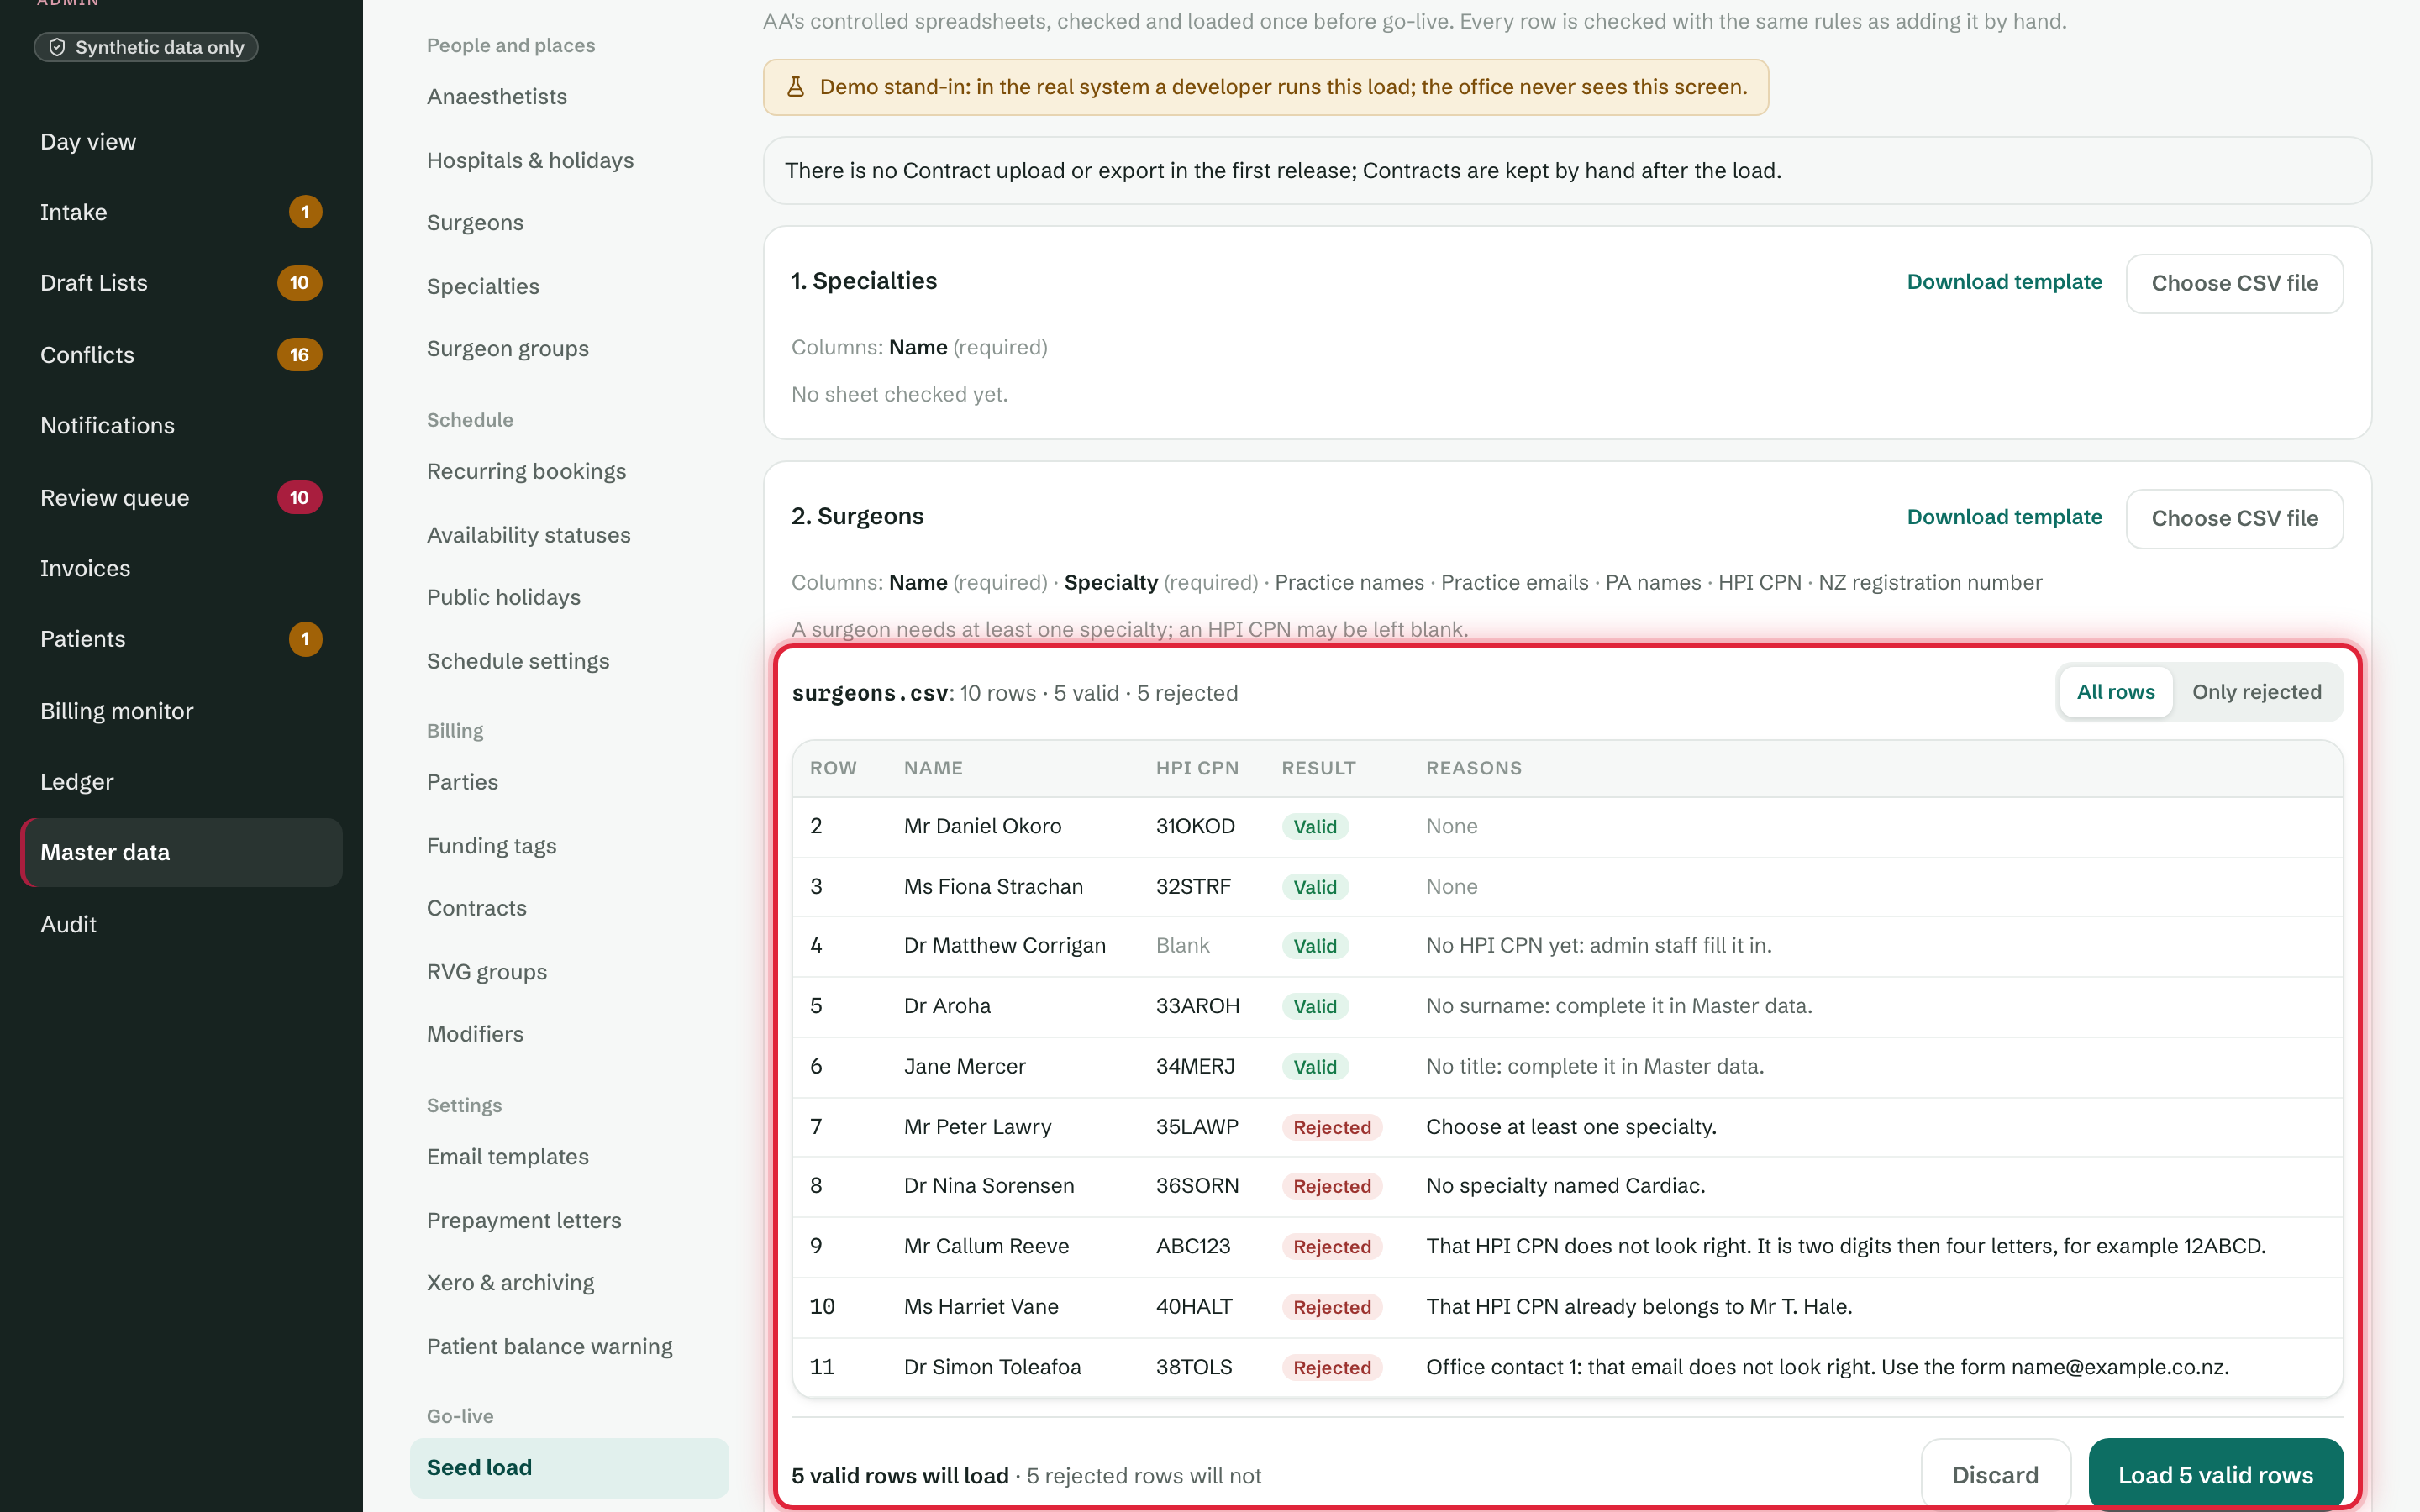 ADMIN
Synthetic data only
Day view
Intake 1
Draft Lists 10
Conflicts 16
Notifications
Review queue 10
Invoices
Patients 1
Billing monitor
Ledger
Master data
Audit
People and places
Anaesthetists
Hospitals & holidays
Surgeons
Specialties
Surgeon groups
Schedule
Recurring bookings
Availability statuses
Public holidays
Schedule settings
Billing
Parties
Funding tags
Contracts
RVG groups
Modifiers
Settings
Email templates
Prepayment letters
Xero & archiving
Patient balance warning
Go-live
Seed load
AA's controlled spreadsheets, checked and loaded once before go-live. Every row is checked with the same rules as adding it by hand.
Demo stand-in: in the real system a developer runs this load; the office never sees this screen.
There is no Contract upload or export in the first release; Contracts are kept by hand after the load.
1. Specialties Download template Choose CSV file
Columns: Name (required)
No sheet checked yet.
2. Surgeons Download template Choose CSV file
Columns: Name (required) · Specialty (required) · Practice names · Practice emails · PA names · HPI CPN · NZ registration number
A surgeon needs at least one specialty; an HPI CPN may be left blank.
surgeons.csv: 10 rows · 5 valid · 5 rejected All rows Only rejected
ROW NAME HPI CPN RESULT REASONS
2 Mr Daniel Okoro 31OKOD Valid None
3 Ms Fiona Strachan 32STRF Valid None
4 Dr Matthew Corrigan Blank Valid No HPI CPN yet: admin staff fill it in.
5 Dr Aroha 33AROH Valid No surname: complete it in Master data.
6 Jane Mercer 34MERJ Valid No title: complete it in Master data.
7 Mr Peter Lawry 35LAWP Rejected Choose at least one specialty.
8 Dr Nina Sorensen 36SORN Rejected No specialty named Cardiac.
9 Mr Callum Reeve ABC123 Rejected That HPI CPN does not look right. It is two digits then four letters, for example 12ABCD.
10 Ms Harriet Vane 40HALT Rejected That HPI CPN already belongs to Mr T. Hale.
11 Dr Simon Toleafoa 38TOLS Rejected Office contact 1: that email does not look right. Use the form name@example.co.nz.
5 valid rows will load · 5 rejected rows will not Discard Load 5 valid rows